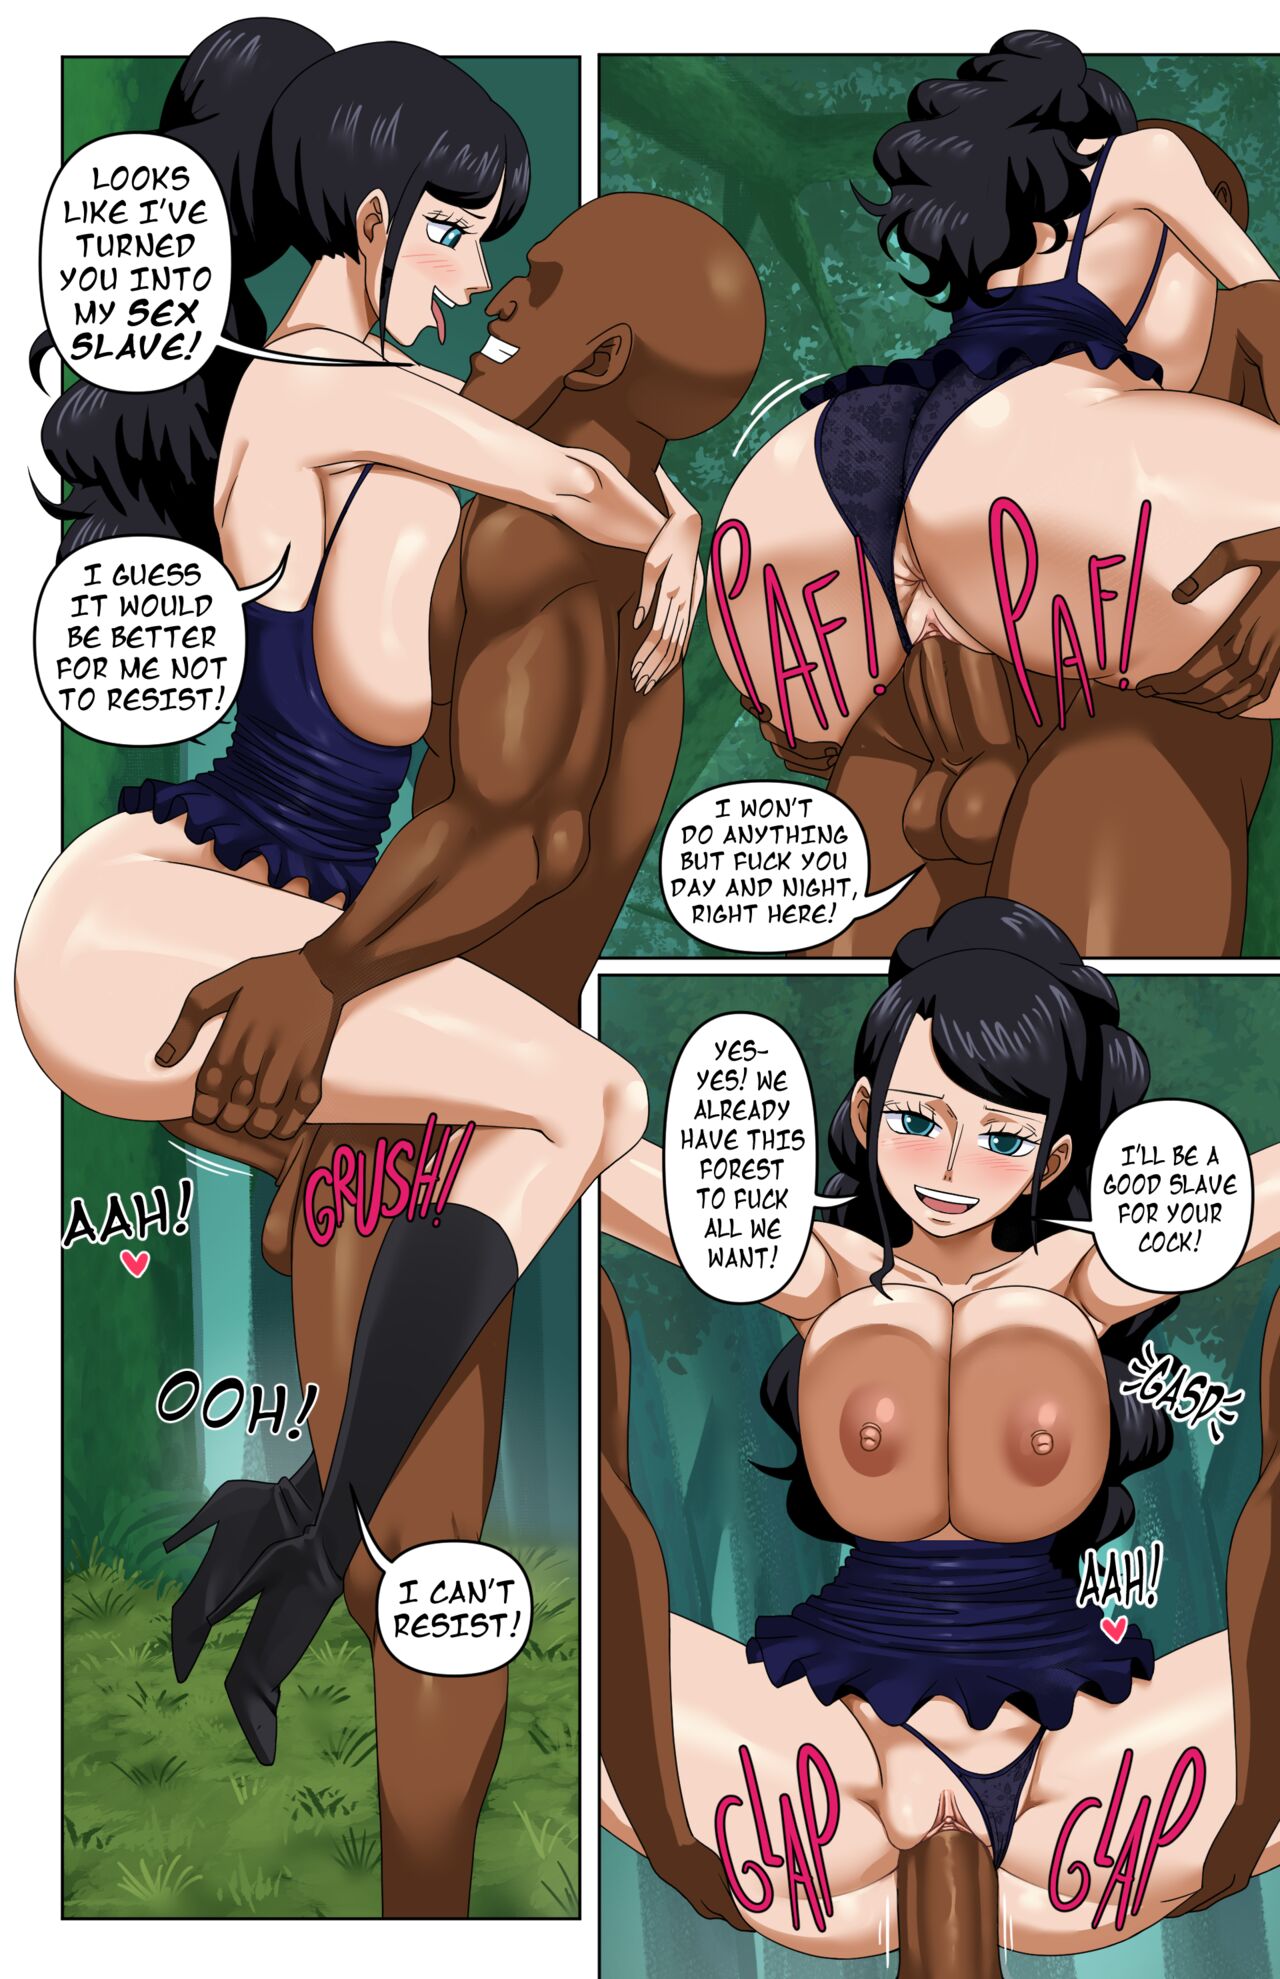 LOOKS
LIKE I'VE
TURNED
YOU INTO
MY SEX
SLAVE!
I GUESS
IT WOULD
BE BETTER
FOR ME NOT
TO RESIST!
CRUSH!
AAH!
OOH!
I CAN'T
RESIST!
PAF!
PAF!
I WON'T
DO ANYTHING
BUT FUCK YOU
DAY AND NIGHT,
RIGHT HERE!
YES-
YES! WE
ALREADY
HAVE THIS
FOREST
TO FUCK
ALL WE
WANT!
I'LL BE A
GOOD SLAVE
FOR YOUR
COCK!
GASP
AAH!
GLAP
GLAP